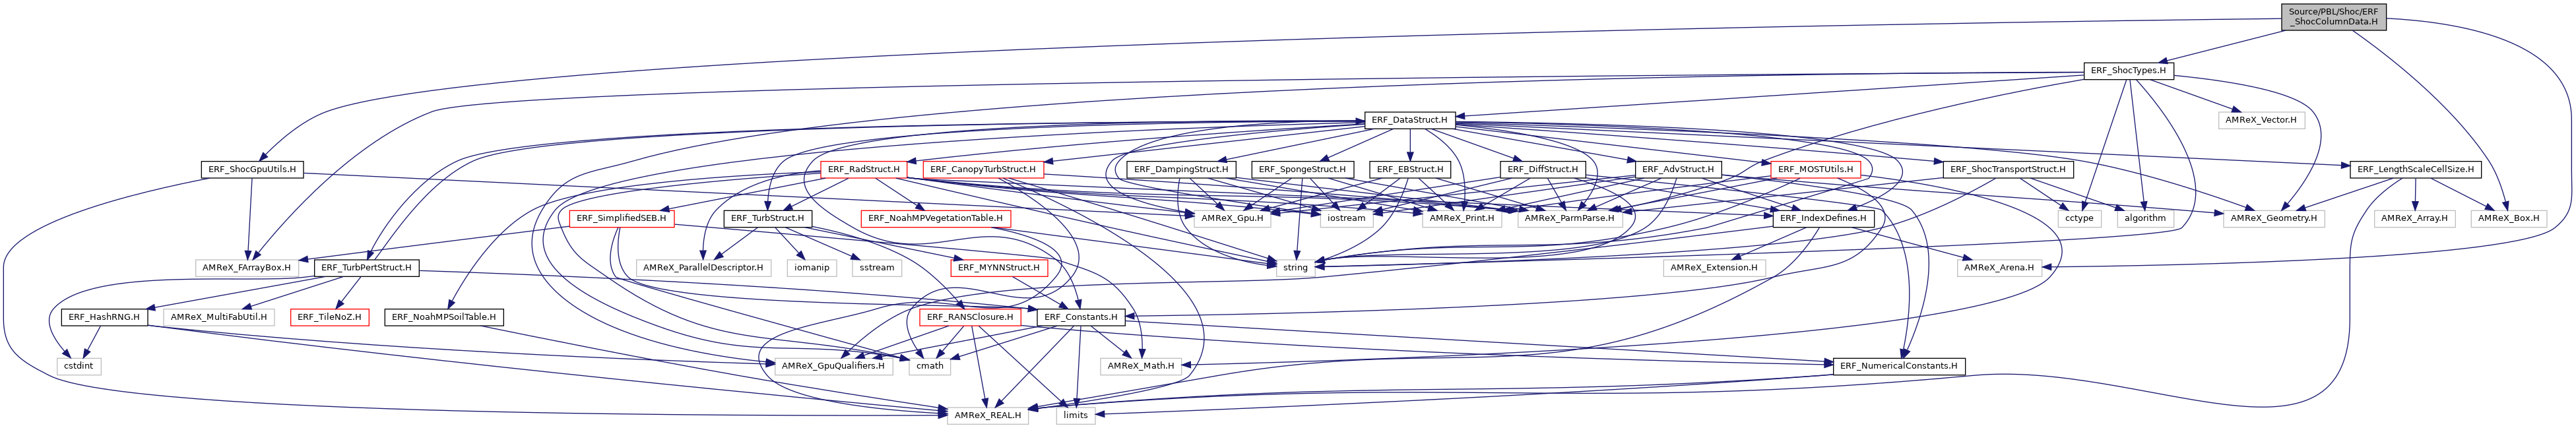 Source/PBL/Shoc/ERF
_ShocColumnData.H
ERF_ShocTypes.H
ERF_DataStruct.H
AMReX_Vector.H
ERF_ShocGpuUtils.H
ERF_RadStruct.H
ERF_CanopyTurbStruct.H
ERF_DampingStruct.H
ERF_SpongeStruct.H
ERF_EBStruct.H
ERF_DiffStruct.H
ERF_AdvStruct.H
ERF_MOSTUtils.H
ERF_ShocTransportStruct.H
ERF_LengthScaleCellSize.H
ERF_SimplifiedSEB.H
ERF_TurbStruct.H
ERF_NoahMPVegetationTable.H
AMReX_Gpu.H
iostream
AMReX_Print.H
AMReX_ParmParse.H
ERF_IndexDefines.H
cctype
algorithm
AMReX_Geometry.H
AMReX_Array.H
AMReX_Box.H
AMReX_FArrayBox.H
ERF_TurbPertStruct.H
AMReX_ParallelDescriptor.H
iomanip
sstream
ERF_MYNNStruct.H
string
AMReX_Extension.H
AMReX_Arena.H
ERF_HashRNG.H
AMReX_MultiFabUtil.H
ERF_TileNoZ.H
ERF_NoahMPSoilTable.H
ERF_RANSClosure.H
ERF_Constants.H
cstdint
AMReX_GpuQualifiers.H
cmath
AMReX_Math.H
ERF_NumericalConstants.H
AMReX_REAL.H
limits